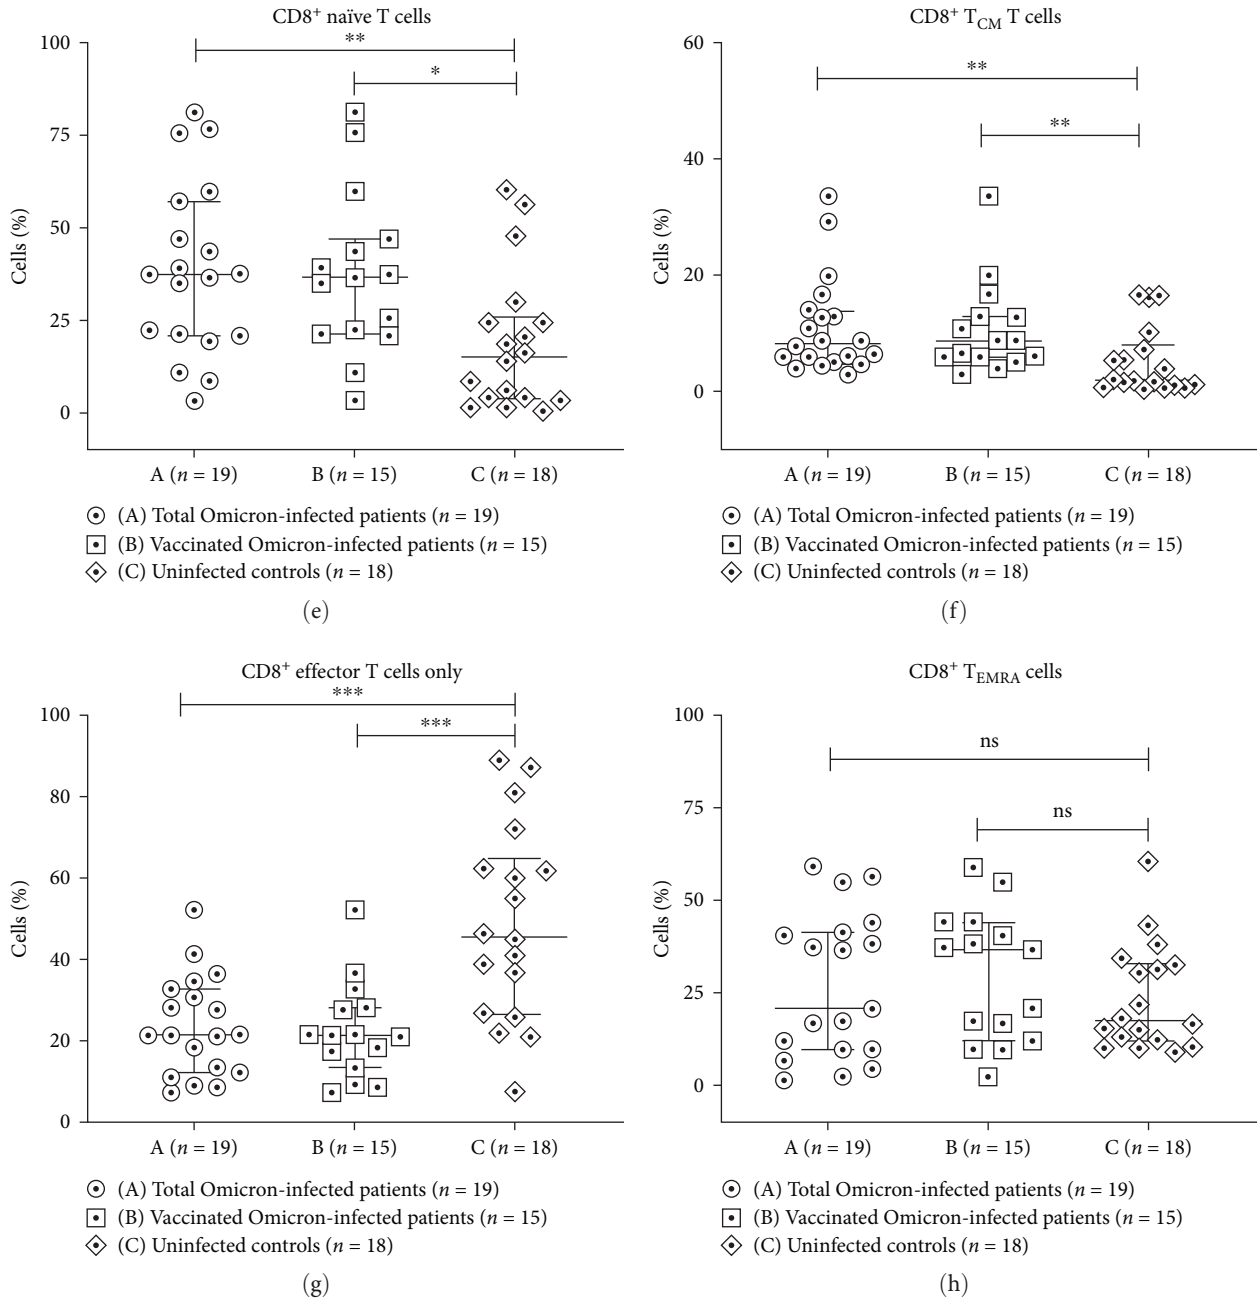 CD8⁺ naïve T cells
**
*
100
75
50
25
0
Cells (%)
A (n = 19) B (n = 15) C (n = 18)
(A) Total Omicron-infected patients (n = 19)
(B) Vaccinated Omicron-infected patients (n = 15)
(C) Uninfected controls (n = 18)
(e)
CD8⁺ T_CM T cells
**
**
60
40
20
0
Cells (%)
A (n = 19) B (n = 15) C (n = 18)
(A) Total Omicron-infected patients (n = 19)
(B) Vaccinated Omicron-infected patients (n = 15)
(C) Uninfected controls (n = 18)
(f)
CD8⁺ effector T cells only
***
***
100
80
60
40
20
0
Cells (%)
A (n = 19) B (n = 15) C (n = 18)
(A) Total Omicron-infected patients (n = 19)
(B) Vaccinated Omicron-infected patients (n = 15)
(C) Uninfected controls (n = 18)
(g)
CD8⁺ T_EMRA cells
ns
ns
100
75
50
25
0
Cells (%)
A (n = 19) B (n = 15) C (n = 18)
(A) Total Omicron-infected patients (n = 19)
(B) Vaccinated Omicron-infected patients (n = 15)
(C) Uninfected controls (n = 18)
(h)